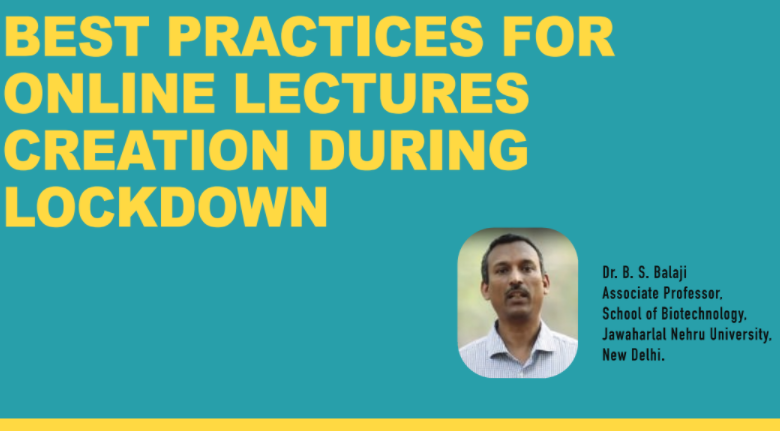 BEST PRACTICES FOR
ONLINE LECTURES
CREATION DURING
LOCKDOWN
Dr. B. S. Balaji
Associate Professor,
School of Biotechnology,
Jawaharlal Nehru University,
New Delhi.